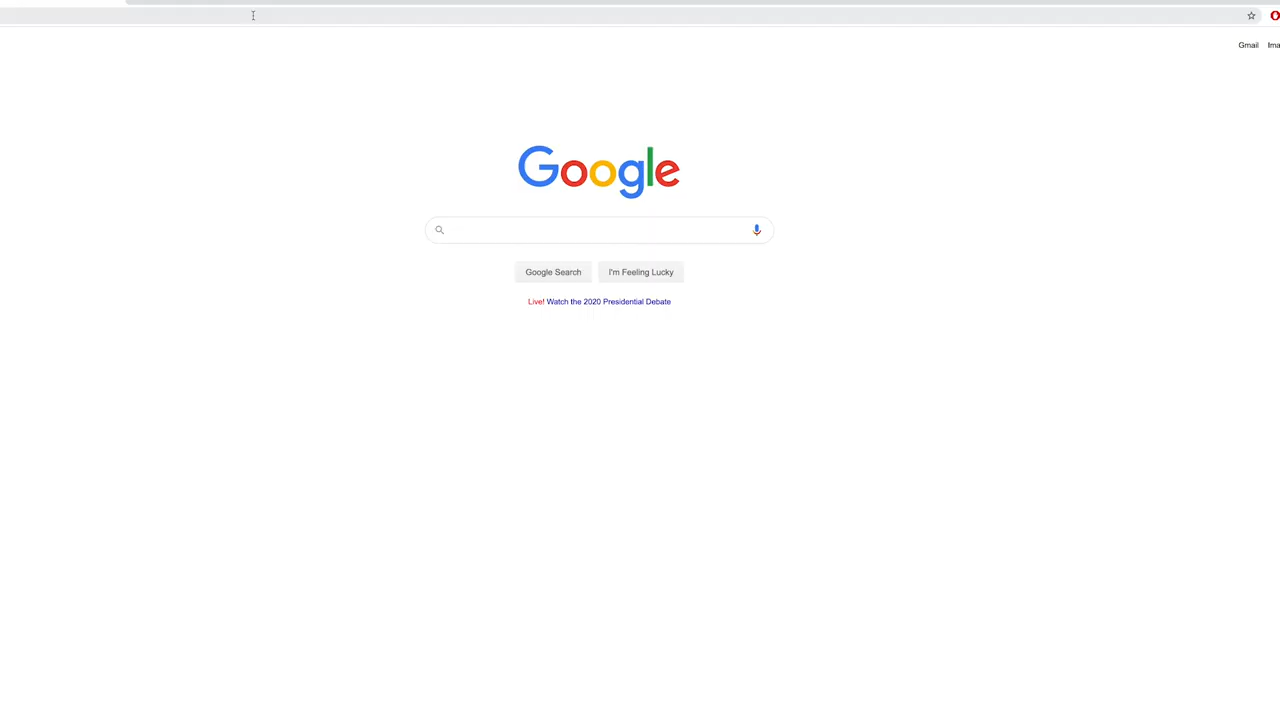 Gmail
Google
Google Search
I'm Feeling Lucky
Live! Watch the 2020 Presidential Debate